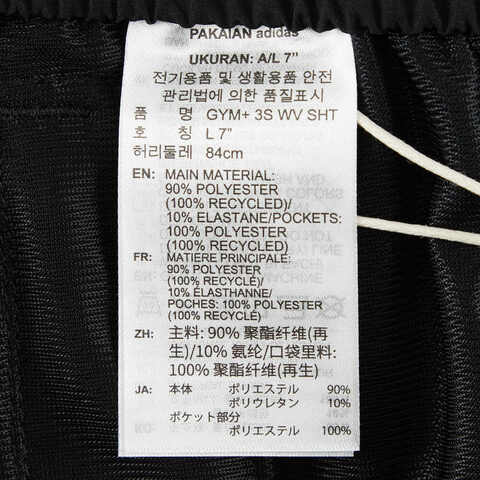 PAKAIAN adidas
UKURAN: A/L 7"
전기용품 및 생활용품 안전
관리법에 의한 품질표시
품 명 GYM+ 3S WV SHT
호 칭 L 7"
허리둘레 84cm
EN: MAIN MATERIAL:
90% POLYESTER
(100% RECYCLED)/
10% ELASTANE/POCKETS:
100% POLYESTER
(100% RECYCLED)
FR: MATIERE PRINCIPALE:
90% POLYESTER
(100% RECYCLÉ)/
10% ÉLASTHANNE/
POCHES: 100% POLYESTER
(100% RECYCLÉ)
ZH: 主料: 90% 聚酯纤维(再
生)/10% 氨纶/口袋里料:
100% 聚酯纤维(再生)
JA: 本体 ポリエステル 90%
ポリウレタン 10%
ポケット部分
ポリエステル 100%